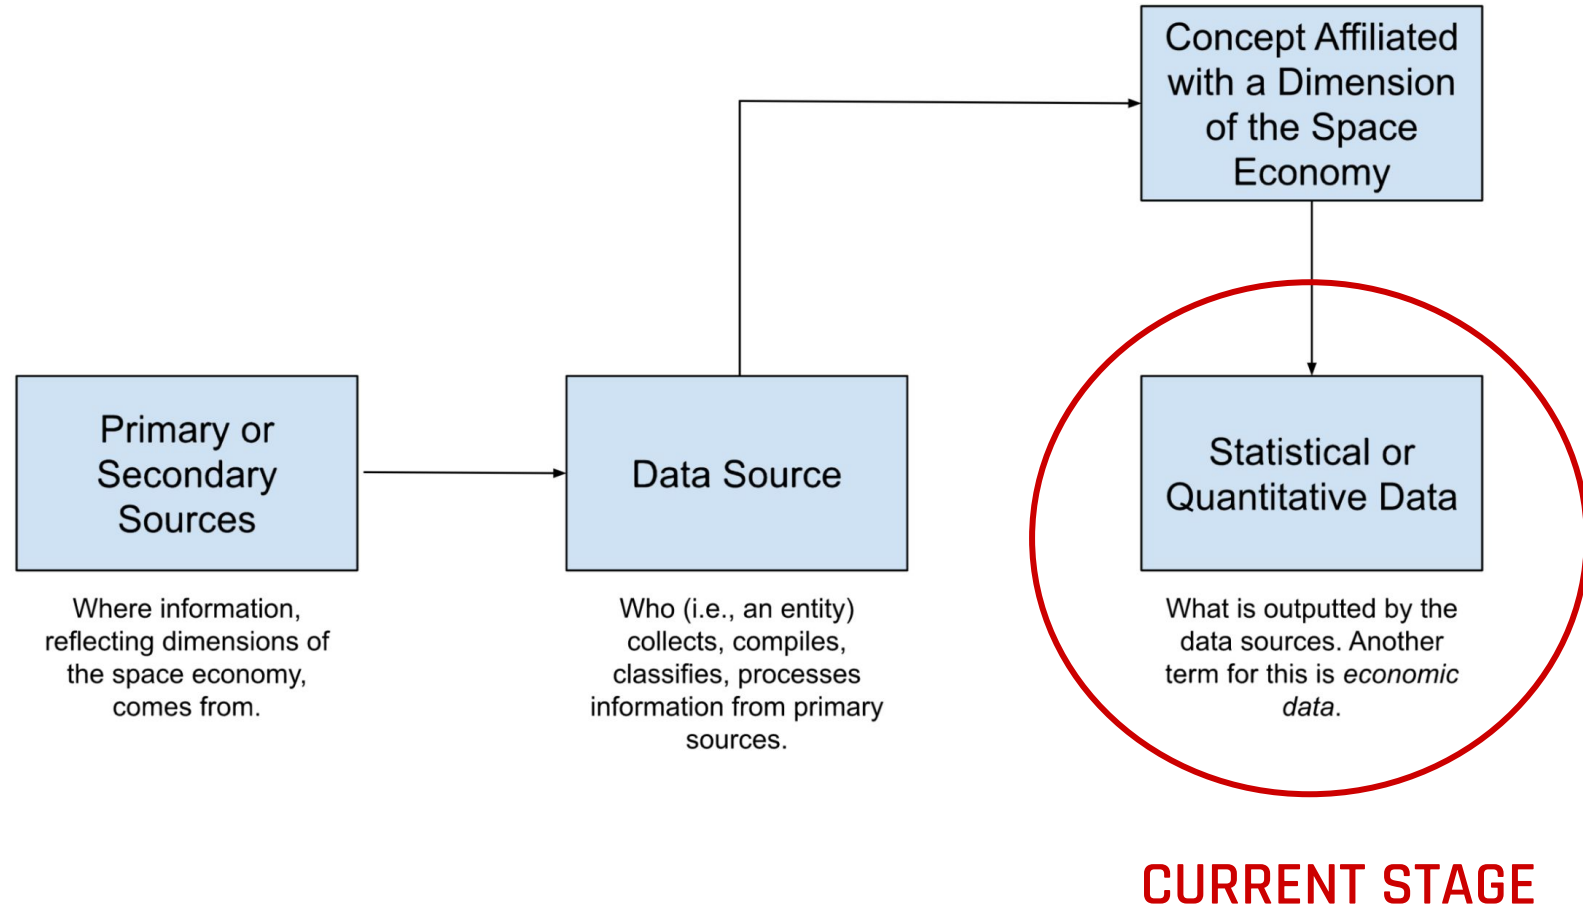 Concept Affiliated
with a Dimension
of the Space
Economy
Primary or
Secondary
Sources
Where information,
reflecting dimensions of
the space economy,
comes from.
Data Source
Who (i.e., an entity)
collects, compiles,
classifies, processes
information from primary
sources.
Statistical or
Quantitative Data
What is outputted by the
data sources. Another
term for this is economic
data.
CURRENT STAGE